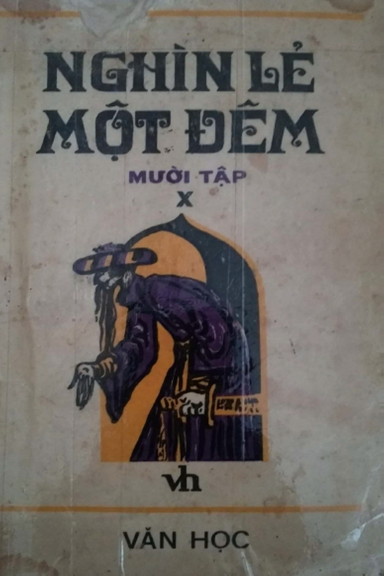 NGHÌN LẺ
MỘT ĐÊM
MƯỜI TẬP
X
vh
VĂN HỌC